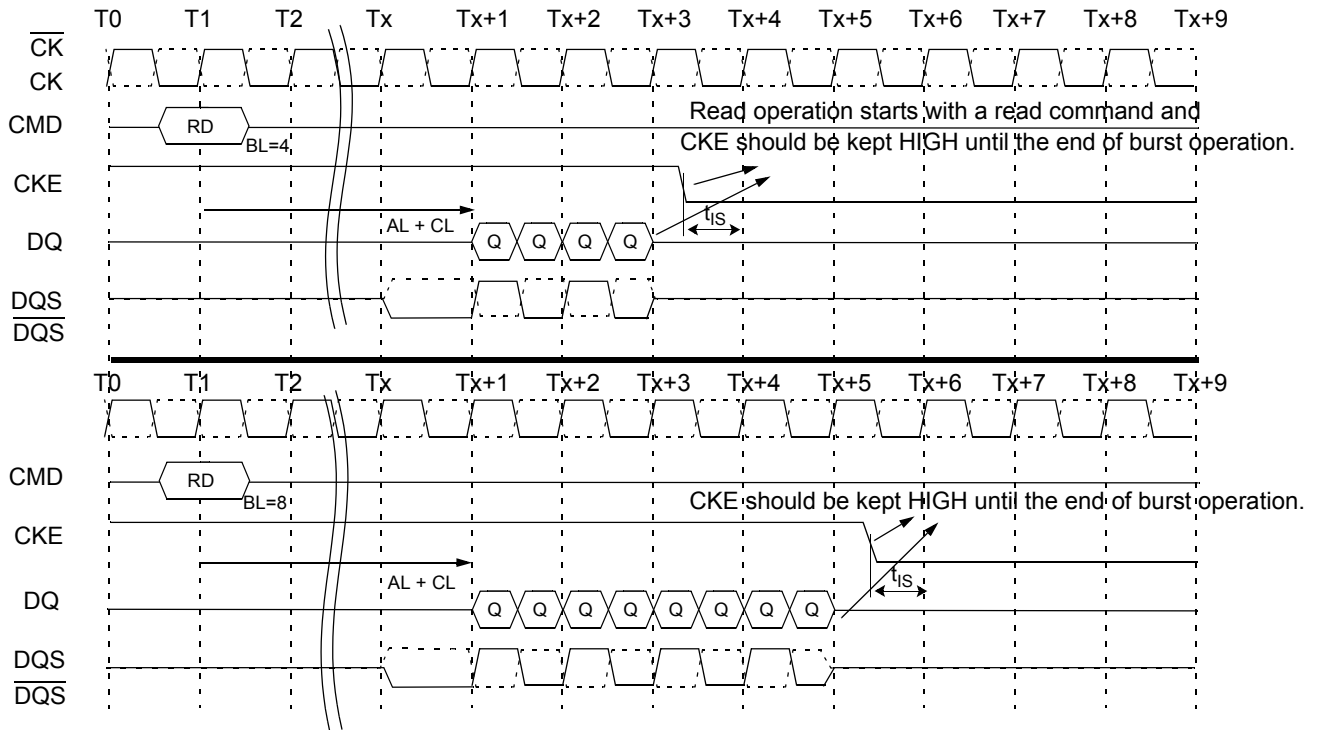 T0 T1 T2 Tx Tx+1 Tx+2 Tx+3 Tx+4 Tx+5 Tx+6 Tx+7 Tx+8 Tx+9
CK
CK
Read operation starts with a read command and
CMD RD BL=4
CKE should be kept HIGH until the end of burst operation.
CKE
AL + CL tIS
DQ Q Q Q Q
DQS
DQS
T0 T1 T2 Tx Tx+1 Tx+2 Tx+3 Tx+4 Tx+5 Tx+6 Tx+7 Tx+8 Tx+9
CMD RD BL=8
CKE should be kept HIGH until the end of burst operation.
CKE
AL + CL tIS
DQ Q Q Q Q Q Q Q Q
DQS
DQS